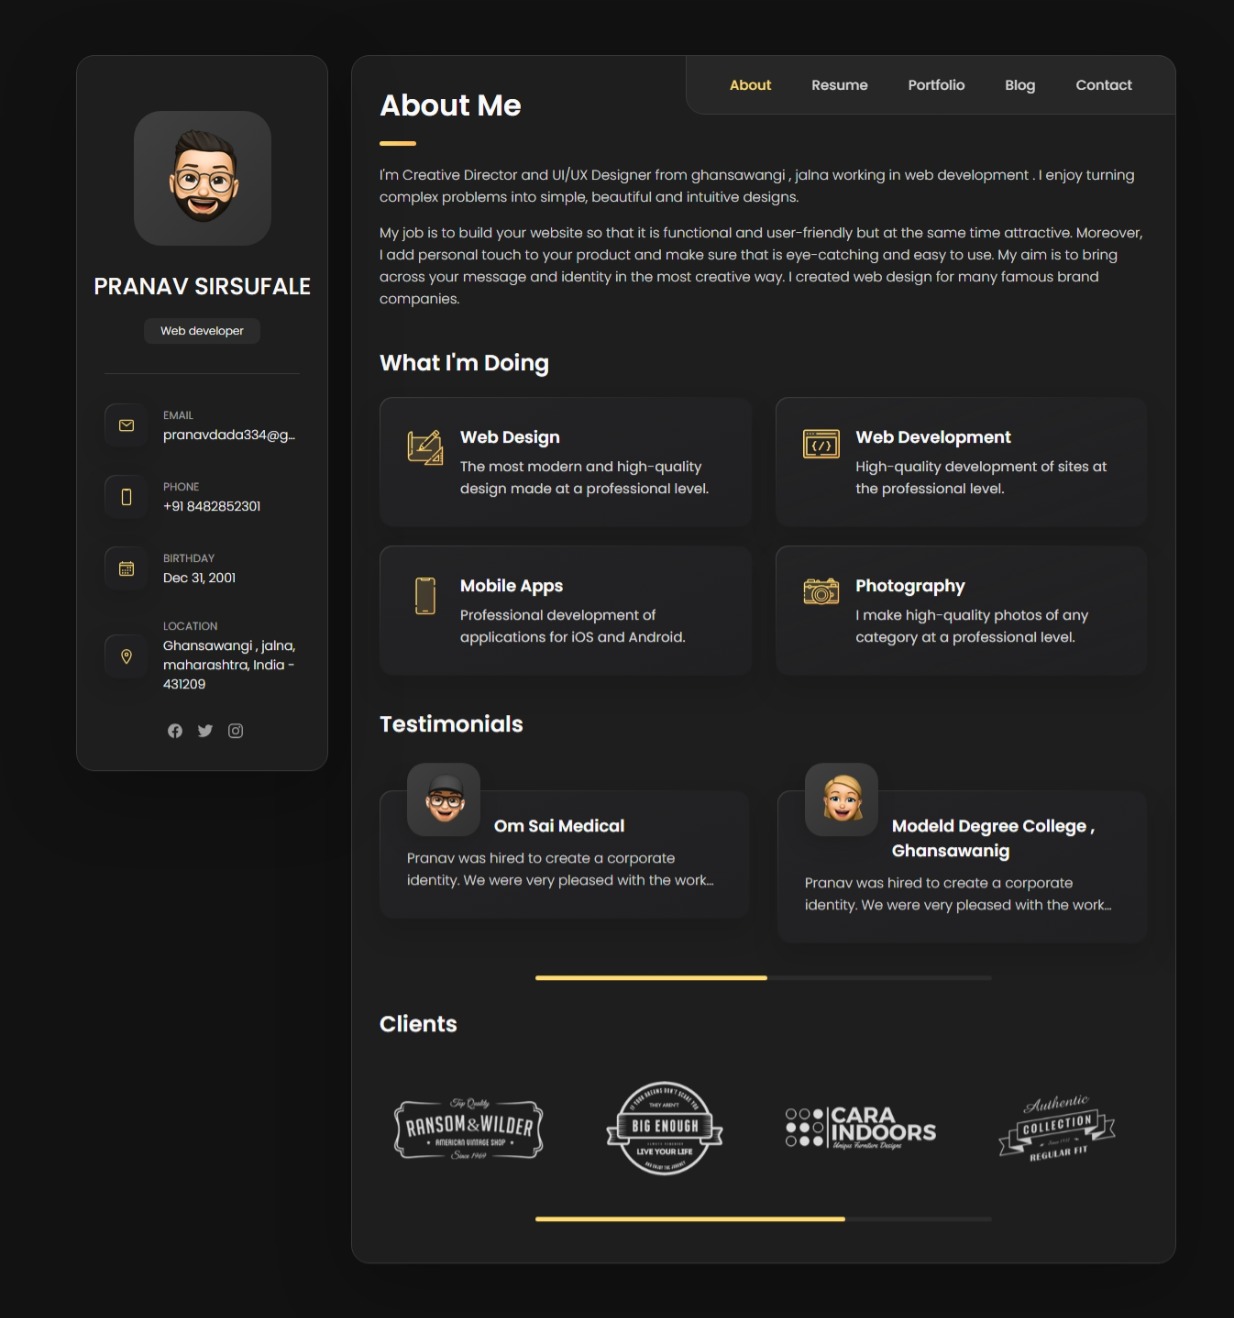 PRANAV SIRSUFALE
Web developer
EMAIL
pranavdada334@g...
PHONE
+91 8482852301
BIRTHDAY
Dec 31, 2001
LOCATION
Ghansawangi , jalna,
maharashtra, India -
431209
About Resume Portfolio Blog Contact
About Me
I'm Creative Director and UI/UX Designer from ghansawangi , jalna working in web development . I enjoy turning
complex problems into simple, beautiful and intuitive designs.
My job is to build your website so that it is functional and user-friendly but at the same time attractive. Moreover,
I add personal touch to your product and make sure that is eye-catching and easy to use. My aim is to bring
across your message and identity in the most creative way. I created web design for many famous brand
companies.
What I'm Doing
Web Design
The most modern and high-quality
design made at a professional level.
Web Development
High-quality development of sites at
the professional level.
Mobile Apps
Professional development of
applications for iOS and Android.
Photography
I make high-quality photos of any
category at a professional level.
Testimonials
Om Sai Medical
Pranav was hired to create a corporate
identity. We were very pleased with the work...
Modeld Degree College ,
Ghansawanig
Pranav was hired to create a corporate
identity. We were very pleased with the work...
Clients
Top Quality
RANSOM & WILDER
AMERICAN VINTAGE SHOP
Since 1969
IF YOUR DREAMS DON'T SCARE YOU
THEY AREN'T
BIG ENOUGH
LIVE YOUR LIFE
CARA
INDOORS
Unique Furniture Designs
Authentic
COLLECTION
REGULAR FIT